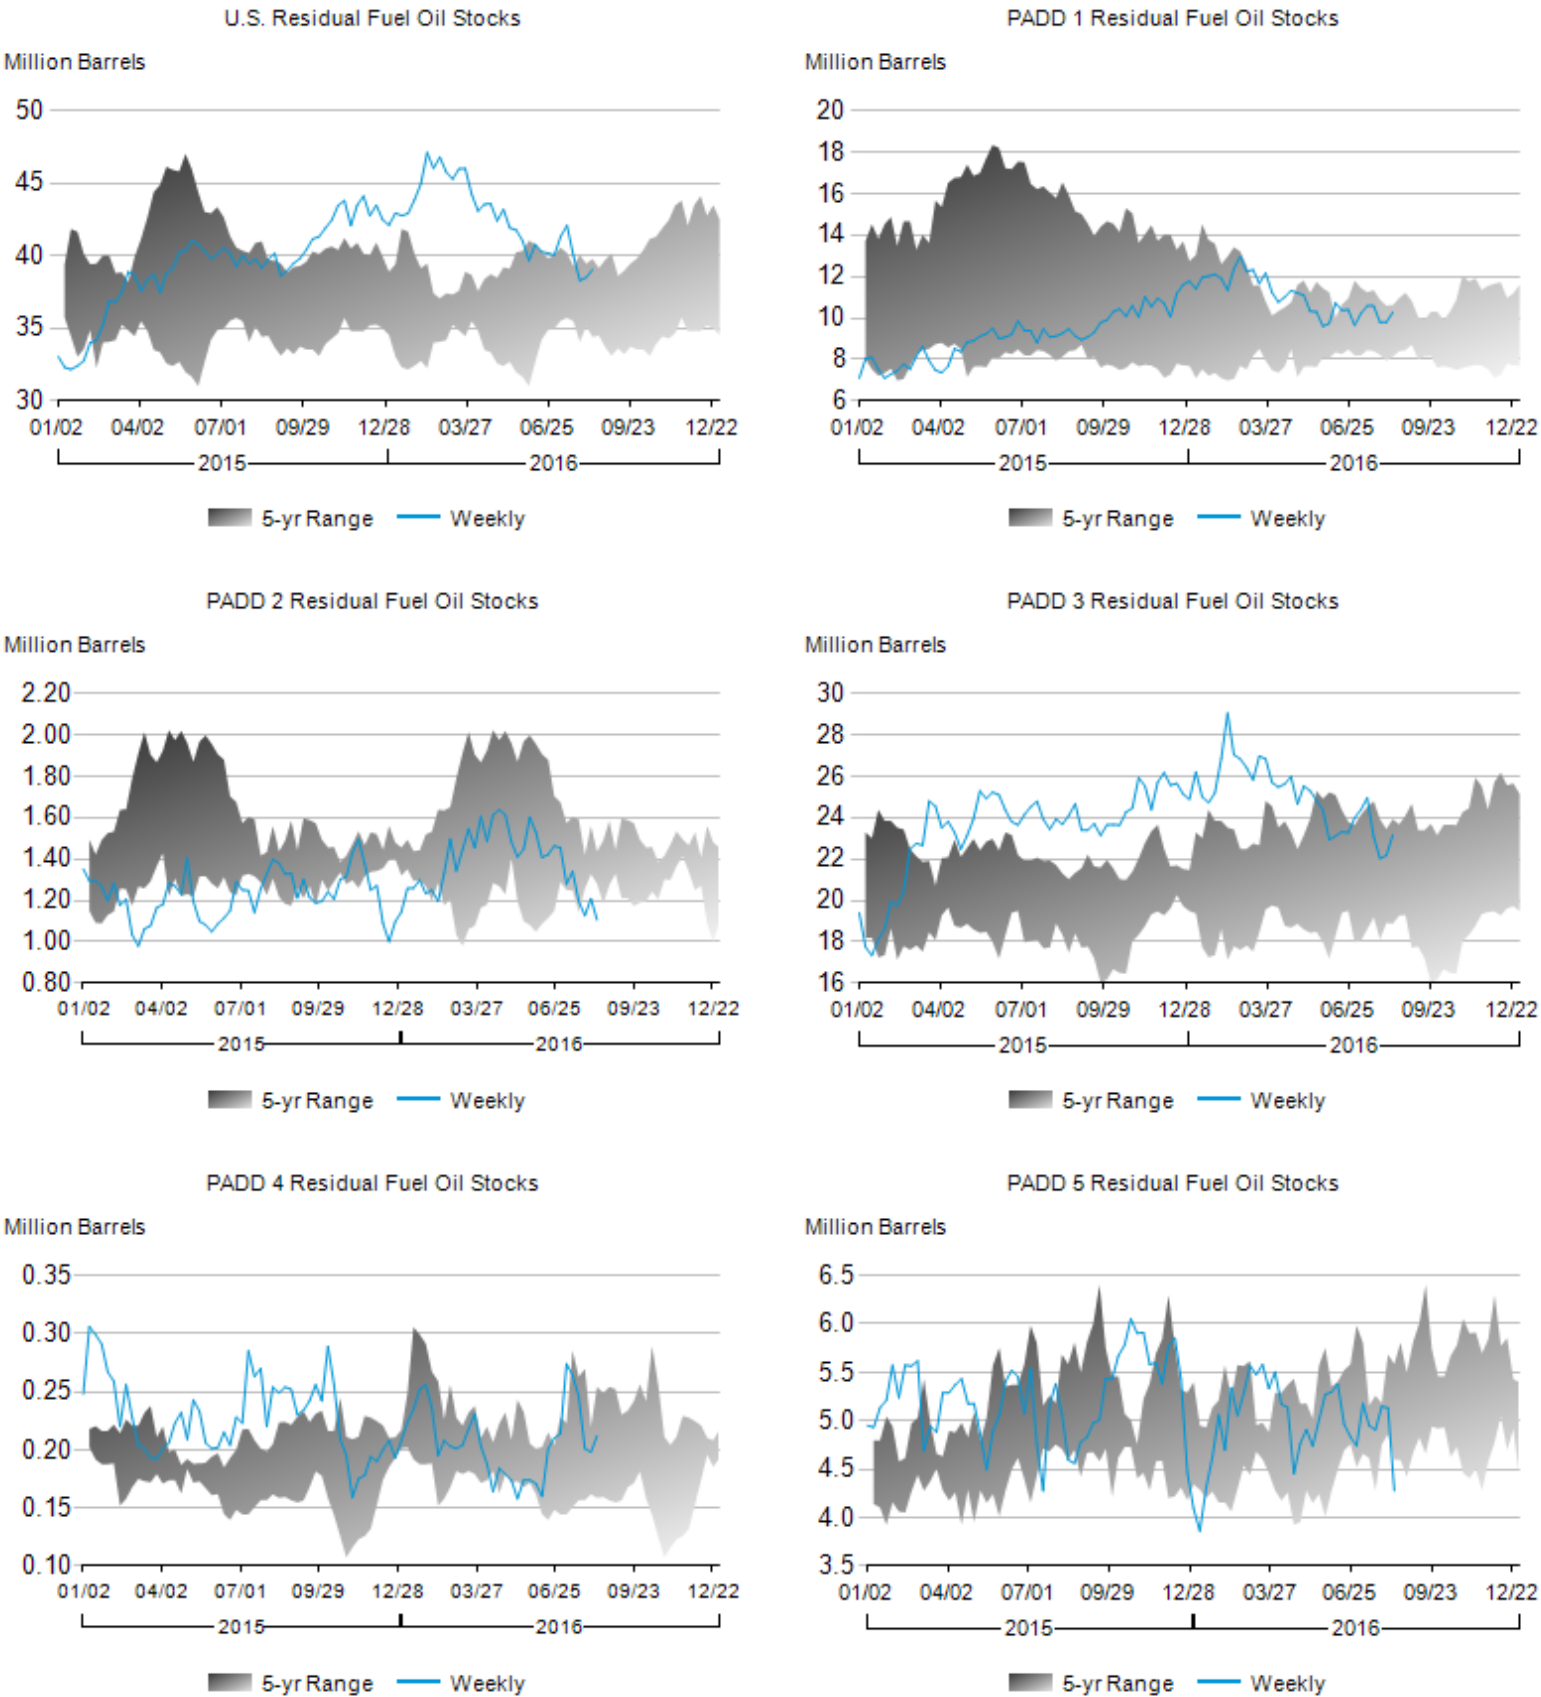 U.S. Residual Fuel Oil Stocks
Million Barrels
50
45
40
35
30
01/02 04/02 07/01 09/29 12/28 03/27 06/25 09/23 12/22
2015 2016
5-yr Range Weekly
PADD 1 Residual Fuel Oil Stocks
Million Barrels
20
18
16
14
12
10
8
6
01/02 04/02 07/01 09/29 12/28 03/27 06/25 09/23 12/22
2015 2016
5-yr Range Weekly
PADD 2 Residual Fuel Oil Stocks
Million Barrels
2.20
2.00
1.80
1.60
1.40
1.20
1.00
0.80
01/02 04/02 07/01 09/29 12/28 03/27 06/25 09/23 12/22
2015 2016
5-yr Range Weekly
PADD 3 Residual Fuel Oil Stocks
Million Barrels
30
28
26
24
22
20
18
16
01/02 04/02 07/01 09/29 12/28 03/27 06/25 09/23 12/22
2015 2016
5-yr Range Weekly
PADD 4 Residual Fuel Oil Stocks
Million Barrels
0.35
0.30
0.25
0.20
0.15
0.10
01/02 04/02 07/01 09/29 12/28 03/27 06/25 09/23 12/22
2015 2016
5-yr Range Weekly
PADD 5 Residual Fuel Oil Stocks
Million Barrels
6.5
6.0
5.5
5.0
4.5
4.0
3.5
01/02 04/02 07/01 09/29 12/28 03/27 06/25 09/23 12/22
2015 2016
5-yr Range Weekly